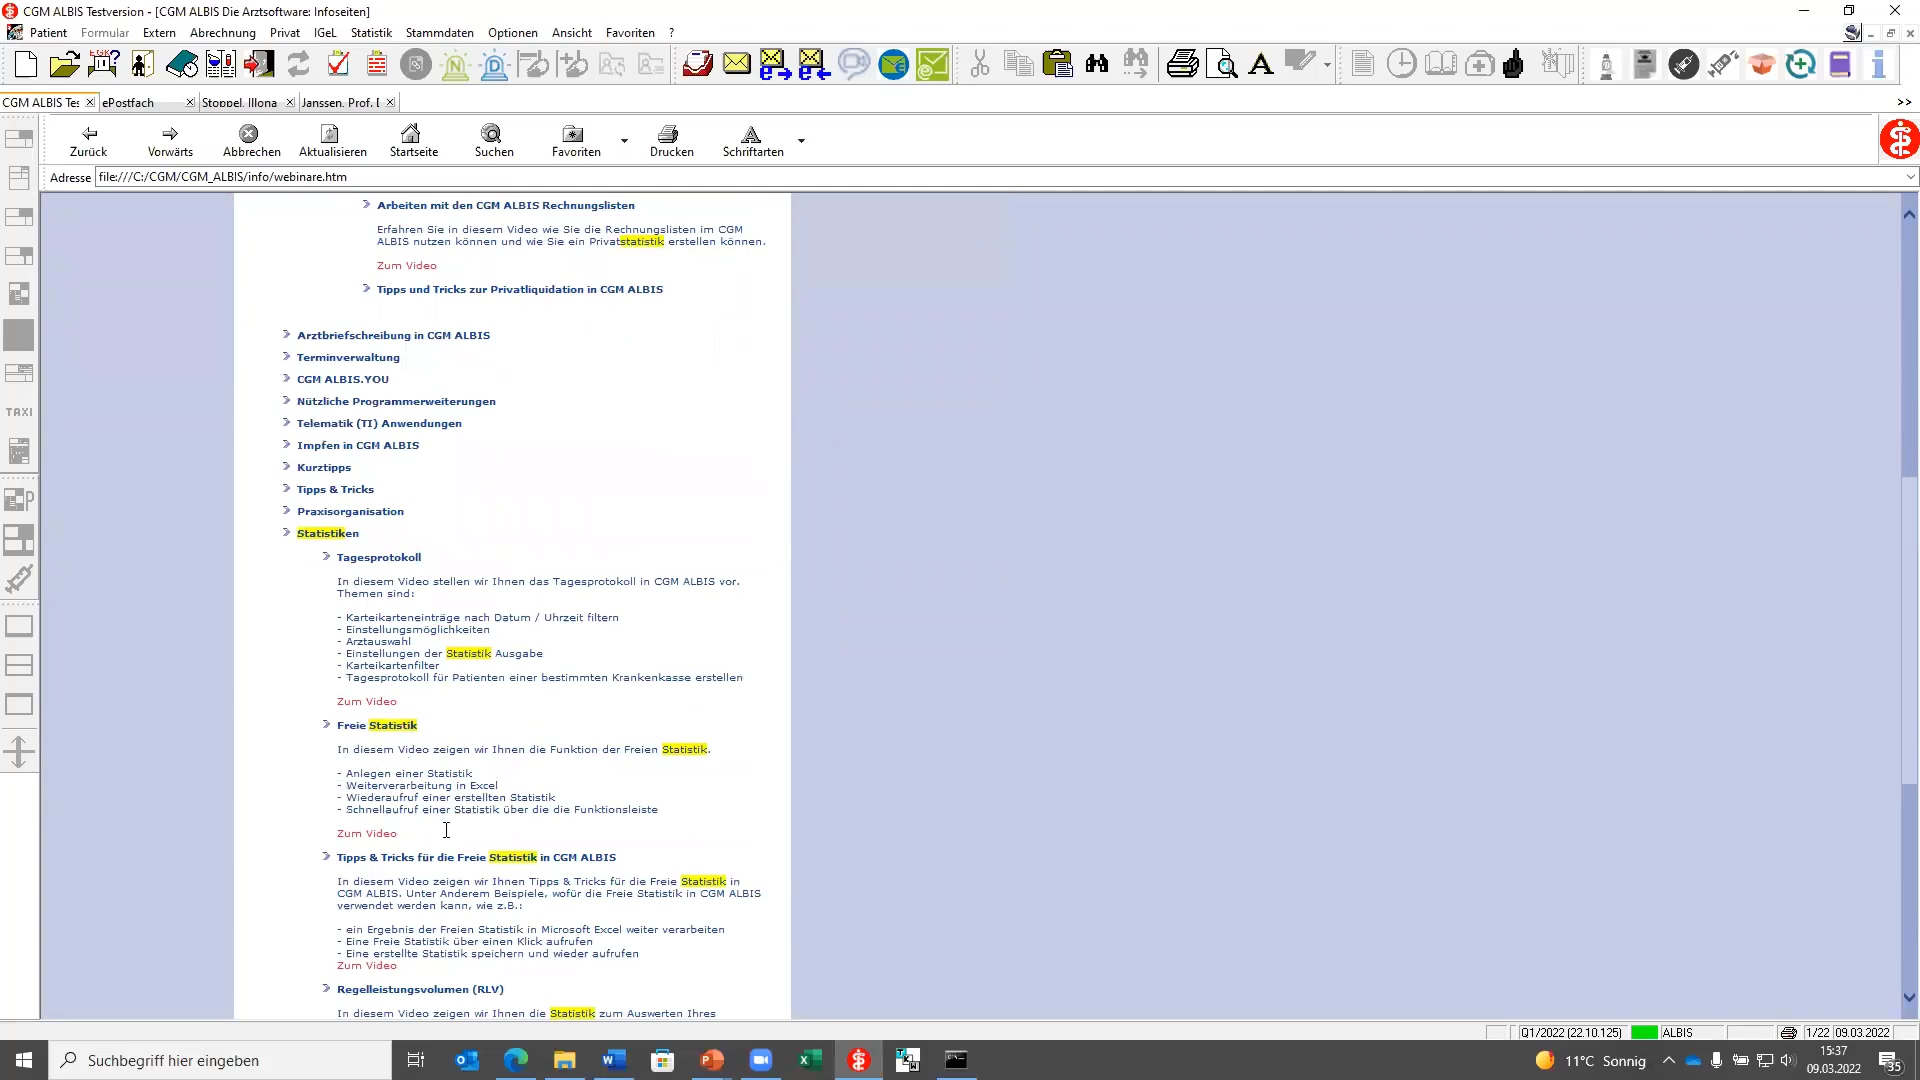 CGM ALBIS Testversion - [CGM ALBIS Die Arztsoftware: Infoseiten]
Patient Formular Extern Abrechnung Privat IGeL Statistik Stammdaten Optionen Ansicht Favoriten ?
CGM ALBIS Tes ePostfach Stoppel, Illona Janssen, Prof. >>
Zurück Vorwärts Abbrechen Aktualisieren Startseite Suchen Favoriten Drucken Schriftarten
Adresse file:///C:/CGM/CGM_ALBIS/info/webinare.htm
Arbeiten mit den CGM ALBIS Rechnungslisten
Erfahren Sie in diesem Video wie Sie die Rechnungslisten im CGM
ALBIS nutzen können und wie Sie ein Privatstatistik erstellen können.
Zum Video
Tipps und Tricks zur Privatliquidation in CGM ALBIS
Arztbriefschreibung in CGM ALBIS
Terminverwaltung
CGM ALBIS.YOU
Nützliche Programmerweiterungen
TAXI
Telematik (TI) Anwendungen
Impfen in CGM ALBIS
Kurztipps
Tipps & Tricks
Praxisorganisation
Statistiken
Tagesprotokoll
In diesem Video stellen wir Ihnen das Tagesprotokoll in CGM ALBIS vor.
Themen sind:
- Karteikarteneinträge nach Datum / Uhrzeit filtern
- Einstellungsmöglichkeiten
- Arztauswahl
- Einstellungen der Statistik Ausgabe
- Karteikartenfilter
- Tagesprotokoll für Patienten einer bestimmten Krankenkasse erstellen
Zum Video
Freie Statistik
In diesem Video zeigen wir Ihnen die Funktion der Freien Statistik.
- Anlegen einer Statistik
- Weiterverarbeitung in Excel
- Wiederaufruf einer erstellten Statistik
- Schnellaufruf einer Statistik über die die Funktionsleiste
Zum Video
Tipps & Tricks für die Freie Statistik in CGM ALBIS
In diesem Video zeigen wir Ihnen Tipps & Tricks für die Freie Statistik in
CGM ALBIS. Unter Anderem Beispiele, wofür die Freie Statistik in CGM ALBIS
verwendet werden kann, wie z.B.:
- ein Ergebnis der Freien Statistik in Microsoft Excel weiter verarbeiten
- Eine Freie Statistik über einen Klick aufrufen
- Eine erstellte Statistik speichern und wieder aufrufen
Zum Video
Regelleistungsvolumen (RLV)
In diesem Video zeigen wir Ihnen die Statistik zum Auswerten Ihres
Q1/2022 (22.10.125) ALBIS 1/22 09.03.2022
Suchbegriff hier eingeben
11°C Sonnig
15:37
09.03.2022
35